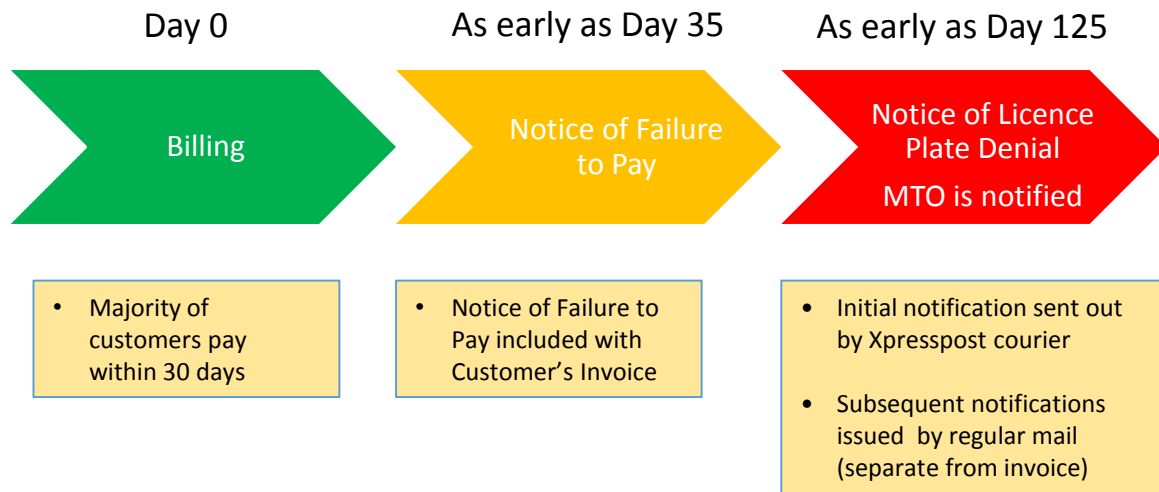 Day 0
As early as Day 35
As early as Day 125
Billing
Notice of Failure
to Pay
Notice of Licence
Plate Denial
MTO is notified
• Majority of
customers pay
within 30 days
• Notice of Failure to
Pay included with
Customer’s Invoice
• Initial notification sent out
by Xpresspost courier
• Subsequent notifications
issued by regular mail
(separate from invoice)